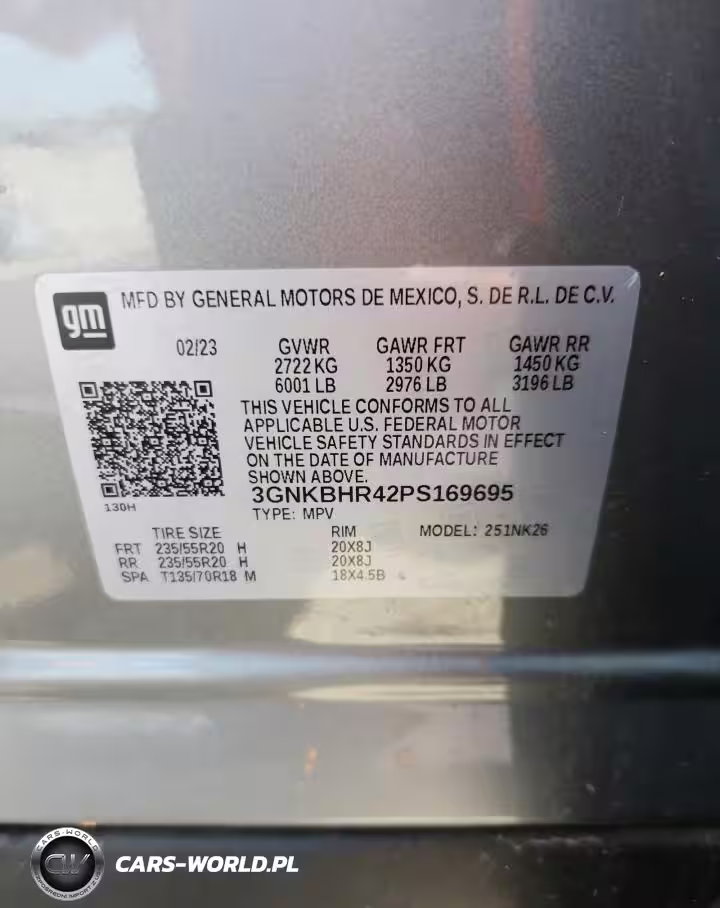 gm
MFD BY GENERAL MOTORS DE MEXICO, S. DE R.L. DE C.V.
02/23 GVWR GAWR FRT GAWR RR
2722 KG 1350 KG 1450 KG
6001 LB 2976 LB 3196 LB
THIS VEHICLE CONFORMS TO ALL
APPLICABLE U.S. FEDERAL MOTOR
VEHICLE SAFETY STANDARDS IN EFFECT
ON THE DATE OF MANUFACTURE
SHOWN ABOVE.
3GNKBHR42PS169695
130H
TYPE: MPV
TIRE SIZE RIM MODEL: 251NK26
FRT 235/55R20 H 20X8J
RR 235/55R20 H 20X8J
SPA T135/70R18 M 18X4.5B
CARS-WORLD
CW
CARS-WORLD.PL